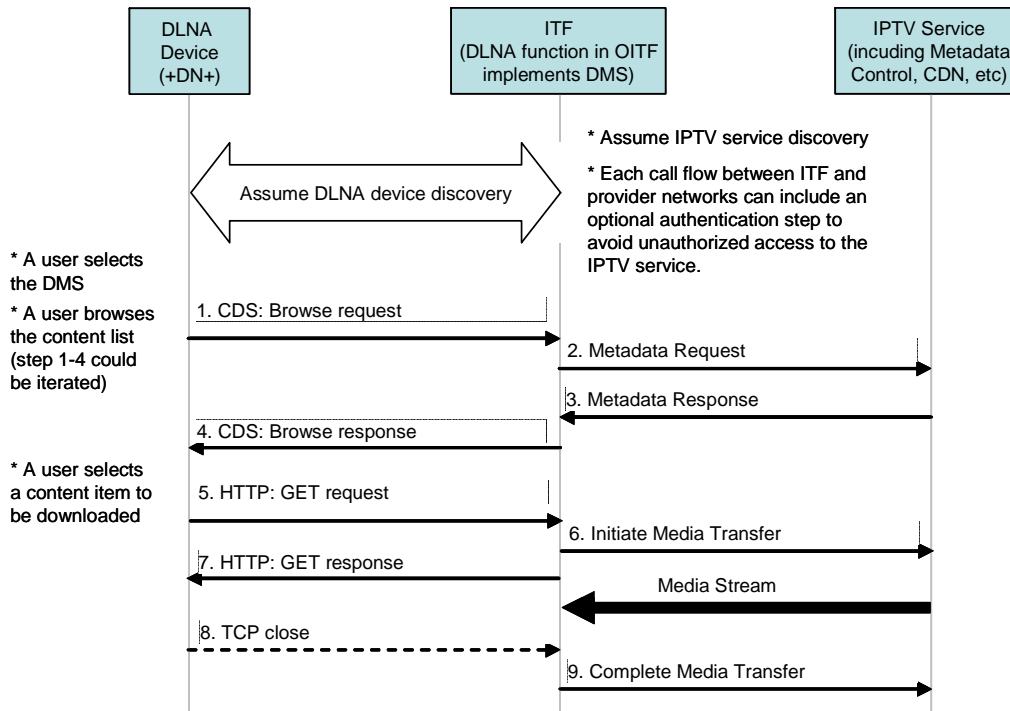 DLNA
Device
(+DN+)
ITF
(DLNA function in OITF
implements DMS)
IPTV Service
(incuding Metadata
Control, CDN, etc)
* Assume IPTV service discovery
* Each call flow between ITF and
provider networks can include an
optional authentication step to
avoid unauthorized access to the
IPTV service.
Assume DLNA device discovery
* A user selects
the DMS
* A user browses
the content list
(step 1-4 could
be iterated)
1. CDS: Browse request
2. Metadata Request
3. Metadata Response
4. CDS: Browse response
* A user selects
a content item to
be downloaded
5. HTTP: GET request
6. Initiate Media Transfer
7. HTTP: GET response
Media Stream
8. TCP close
9. Complete Media Transfer